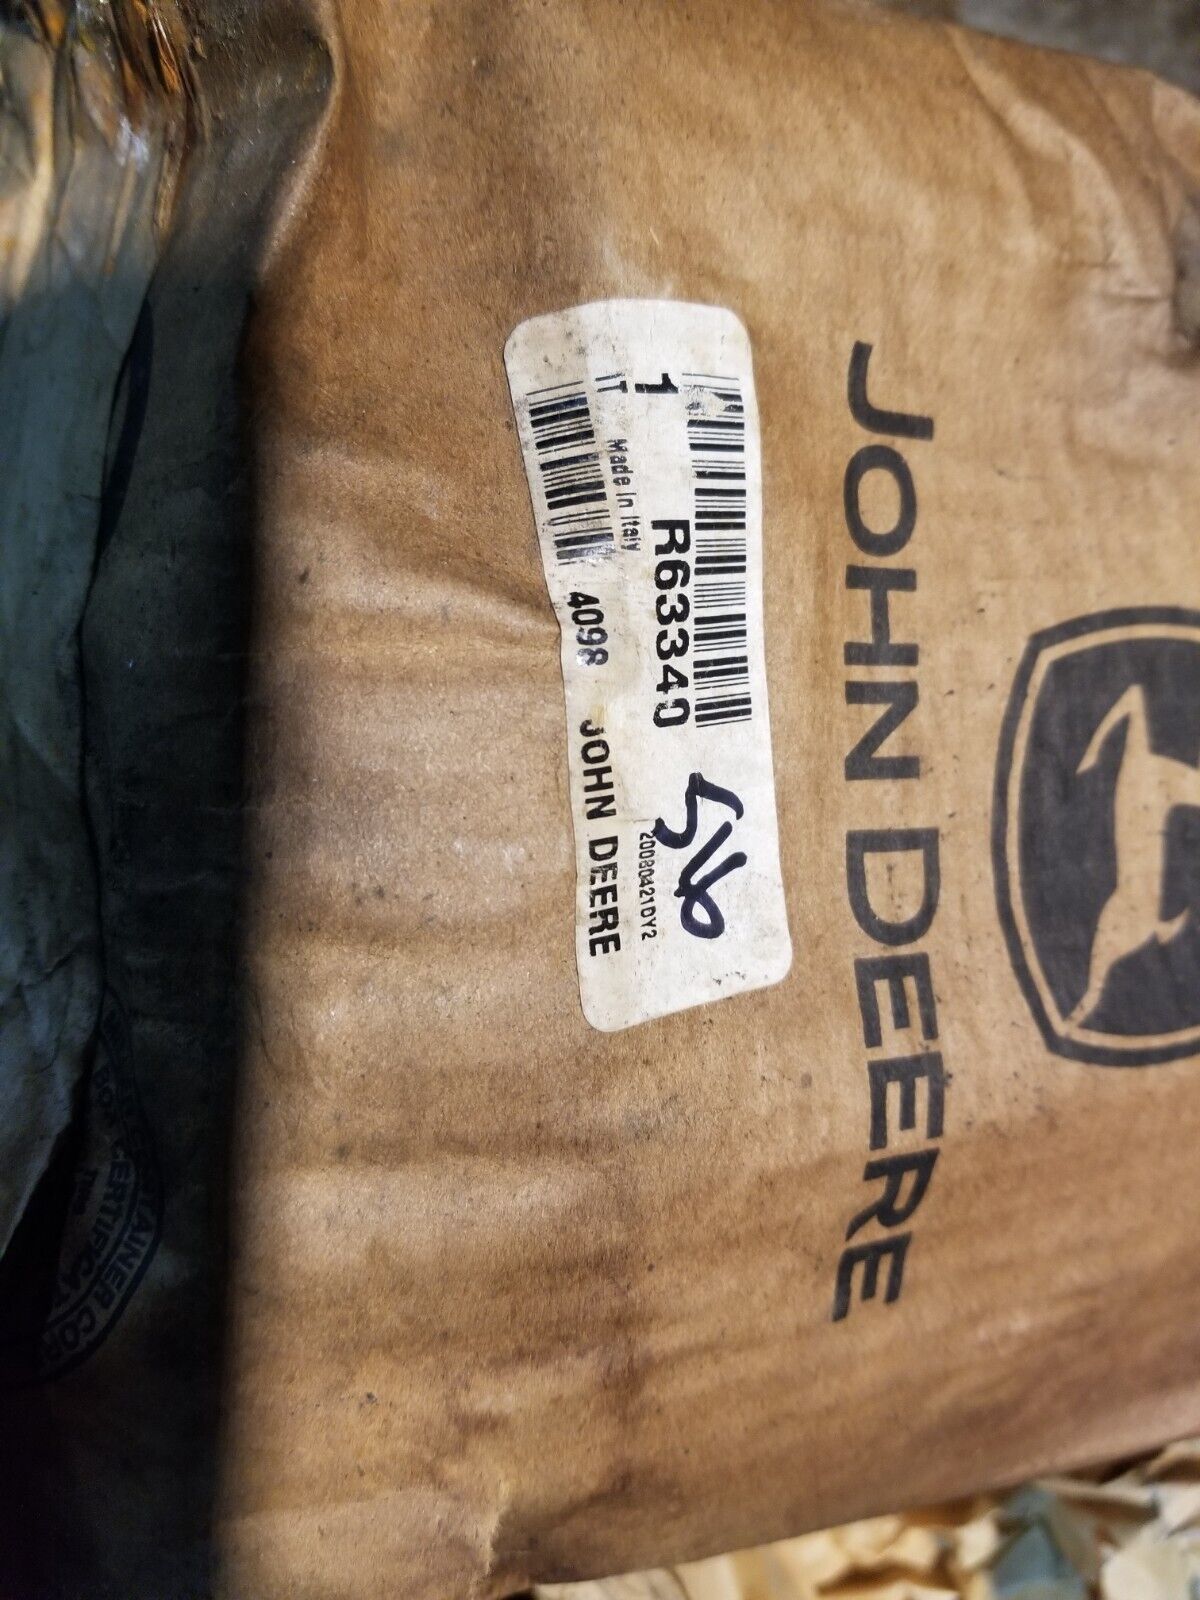 JOHN DEERE
1 R63340
IT Made In Italy
20080421DY2
4098 JOHN DEERE
516